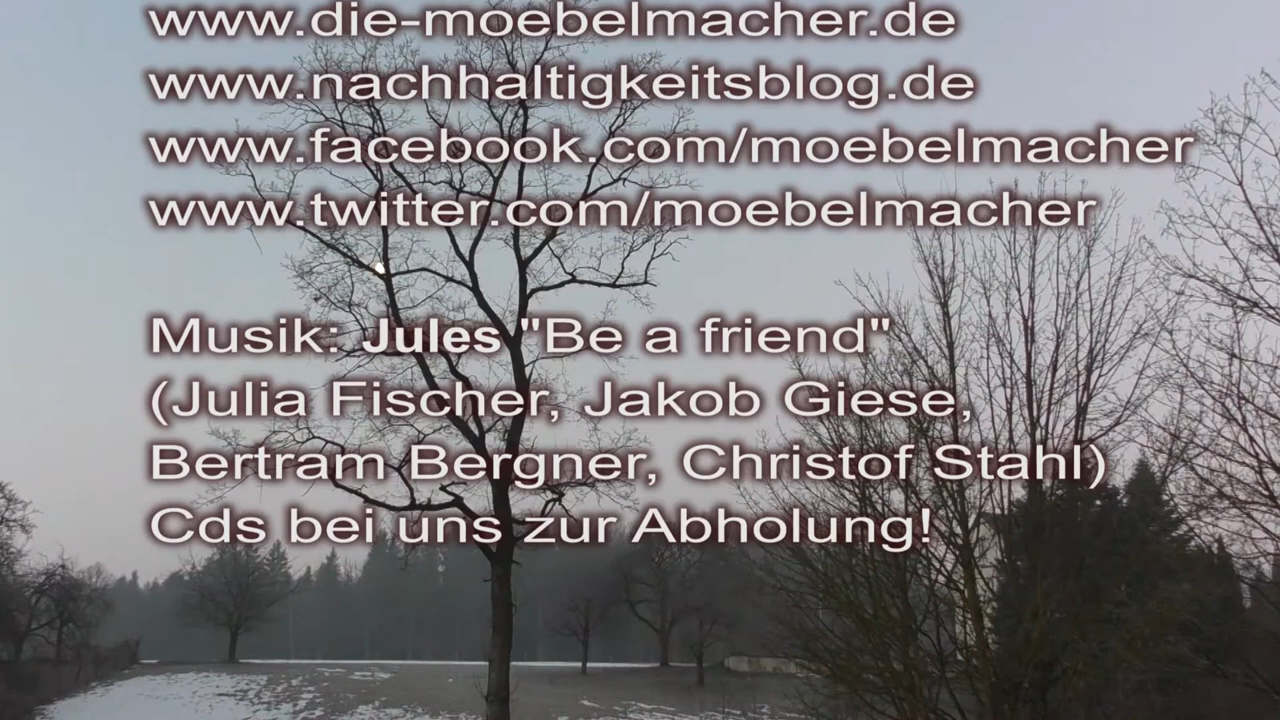 www.die-moebelmacher.de
www.nachhaltigkeitsblog.de
www.facebook.com/moebelmacher
www.twitter.com/moebelmacher
Musik: Jules "Be a friend"
(Julia Fischer, Jakob Giese,
Bertram Bergner, Christof Stahl)
Cds bei uns zur Abholung!